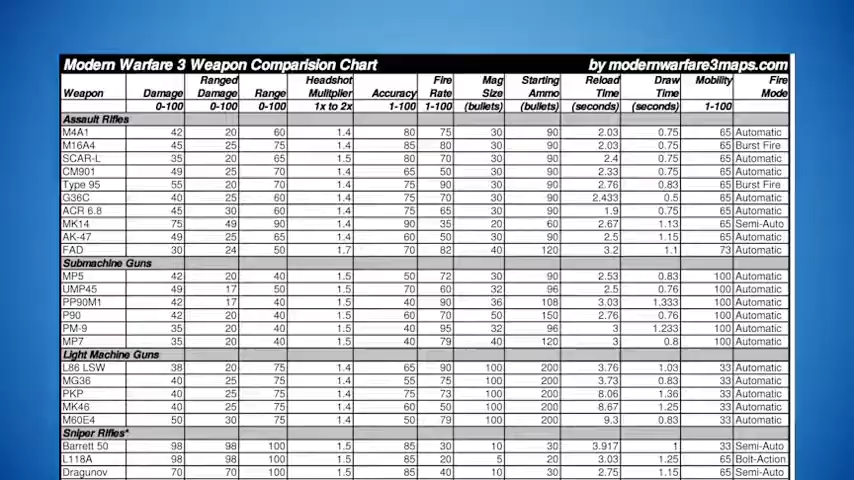 Modern Warfare 3 Weapon Comparision Chart by modernwarfare3maps.com
Weapon Damage Ranged Damage Range Headshot Mulitplier Accuracy Fire Rate Mag Size Starting Ammo Reload Time Draw Time Mobility Fire Mode
0-100 0-100 0-100 1x to 2x 1-100 1-100 (bullets) (bullets) (seconds) (seconds) 1-100
Assault Rifles
M4A1 42 20 60 1.4 80 75 30 90 2.03 0.75 65 Automatic
M16A4 45 25 75 1.4 85 80 30 90 2.03 0.75 65 Burst Fire
SCAR-L 35 20 65 1.5 80 70 30 90 2.4 0.75 65 Automatic
CM901 49 25 70 1.4 65 50 30 90 2.33 0.75 65 Automatic
Type 95 55 20 70 1.4 75 90 30 90 2.76 0.83 65 Burst Fire
G36C 40 25 60 1.4 75 70 30 90 2.433 0.5 65 Automatic
ACR 6.8 45 30 60 1.4 75 65 30 90 1.9 0.75 65 Automatic
MK14 75 49 90 1.4 90 35 20 60 2.67 1.13 65 Semi-Auto
AK-47 49 25 65 1.4 60 50 30 90 2.5 1.15 65 Automatic
FAD 30 24 50 1.7 70 82 40 120 3.2 1.1 73 Automatic
Submachine Guns
MP5 42 20 40 1.5 50 72 30 90 2.53 0.83 100 Automatic
UMP45 49 17 50 1.5 70 60 32 96 2.5 0.76 100 Automatic
PP90M1 42 17 40 1.5 40 90 36 108 3.03 1.333 100 Automatic
P90 42 20 40 1.5 60 70 50 150 2.76 0.76 100 Automatic
PM-9 35 20 40 1.5 40 95 32 96 3 1.233 100 Automatic
MP7 35 20 40 1.5 75 79 40 120 3 0.8 100 Automatic
Light Machine Guns
L86 LSW 38 20 75 1.4 65 90 100 200 3.76 1.03 33 Automatic
MG36 40 25 75 1.4 55 75 100 200 3.73 0.83 33 Automatic
PKP 40 25 75 1.4 75 73 100 200 8.06 1.36 33 Automatic
MK46 40 25 75 1.4 60 50 100 200 8.67 1.25 33 Automatic
M60E4 50 30 75 1.4 50 79 100 200 9.3 0.83 33 Automatic
Sniper Rifles*
Barrett 50 98 98 100 1.5 85 30 10 30 3.917 1 33 Semi-Auto
L118A 98 98 100 1.5 85 20 5 20 3.03 1.25 65 Bolt-Action
Dragunov 70 70 100 1.5 85 40 10 30 2.75 1.15 65 Semi-Auto